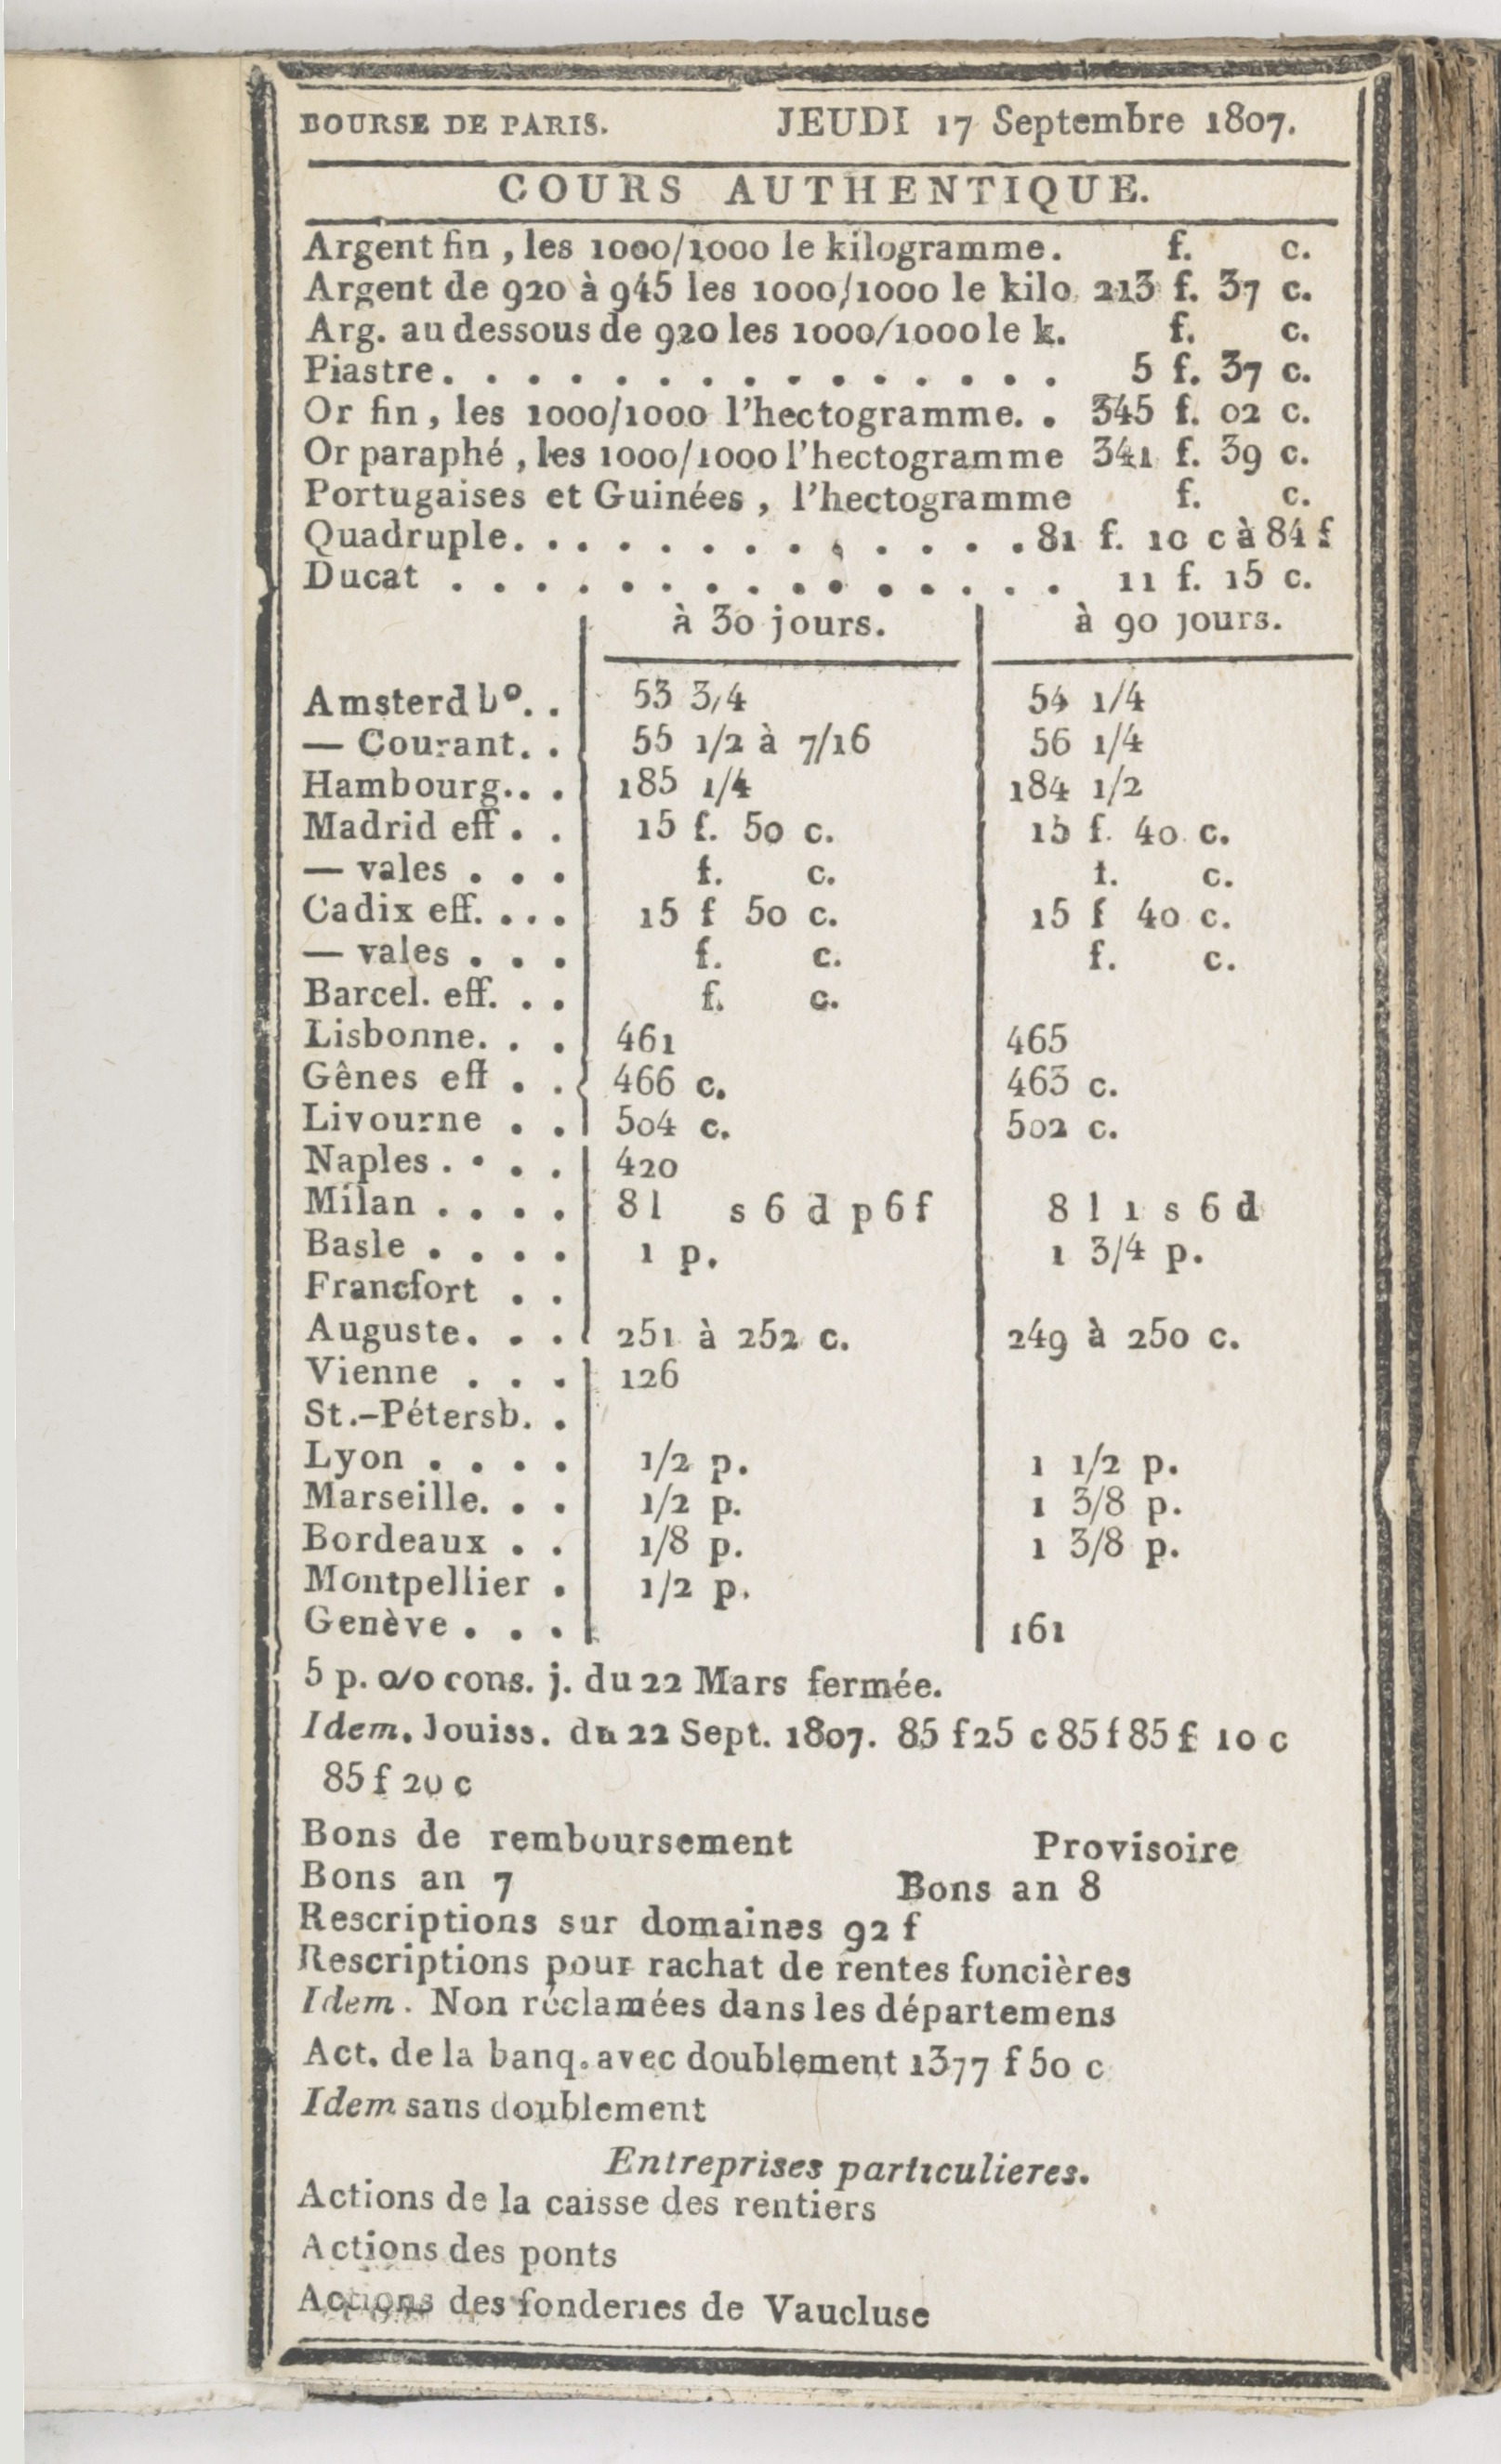 BOURSE DE PARIS. JEUDI 17 Septembre 1807.
COURS AUTHENTIQUE.
Argent fin, les 1000/1000 le kilogramme. f. c.
Argent de 920 à 945 les 1000/1000 le kilo 213 f. 37 c.
Arg. au dessous de 920 les 1000/1000 le k. f. c.
Piastre. . . . . . . . . . . . . . . 5 f. 37 c.
Or fin, les 1000/1000 l'hectogramme. . 345 f. 02 c.
Or paraphé, les 1000/1000 l'hectogramme 341 f. 39 c.
Portugaises et Guinées, l'hectogramme f. c.
Quadruple. . . . . . . . . . . . . 81 f. 10 c à 84 f
Ducat . . . . . . . . . . . . . . . 11 f. 15 c.
à 30 jours. à 90 jours.
Amsterd bo. . 53 3/4 54 1/4
— Courant. . 55 1/2 à 7/16 56 1/4
Hambourg. . . 185 1/4 184 1/2
Madrid eff . . 15 f. 50 c. 15 f. 40 c.
— vales . . . f. c. f. c.
Cadix eff. . . . 15 f 50 c. 15 f 40 c.
— vales . . . f. c. f. c.
Barcel. eff. . . f. c.
Lisbonne. . . 461 465
Gênes eff . . 466 c. 463 c.
Livourne . . 504 c. 502 c.
Naples . . . . 420
Milan . . . . 8 l s 6 d p 6 f 8 l 1 s 6 d
Basle . . . . 1 p. 1 3/4 p.
Francfort . .
Auguste. . . . 251 à 252 c. 249 à 250 c.
Vienne . . . 126
St.-Pétersb. .
Lyon . . . . 1/2 p. 1 1/2 p.
Marseille. . . 1/2 p. 1 3/8 p.
Bordeaux . . 1/8 p. 1 3/8 p.
Montpellier . 1/2 p.
Genève . . . 161
5 p. o/o cons. j. du 22 Mars fermée.
Idem. Jouiss. du 22 Sept. 1807. 85 f 25 c 85 f 85 f 10 c
85 f 20 c
Bons de remboursement Provisoire
Bons an 7 Bons an 8
Rescriptions sur domaines 92 f
Rescriptions pour rachat de rentes foncières
Idem. Non réclamées dans les départemens
Act. de la banq. avec doublement 1377 f 50 c
Idem sans doublement
Entreprises particulieres.
Actions de la caisse des rentiers
Actions des ponts
Actions des fonderies de Vaucluse